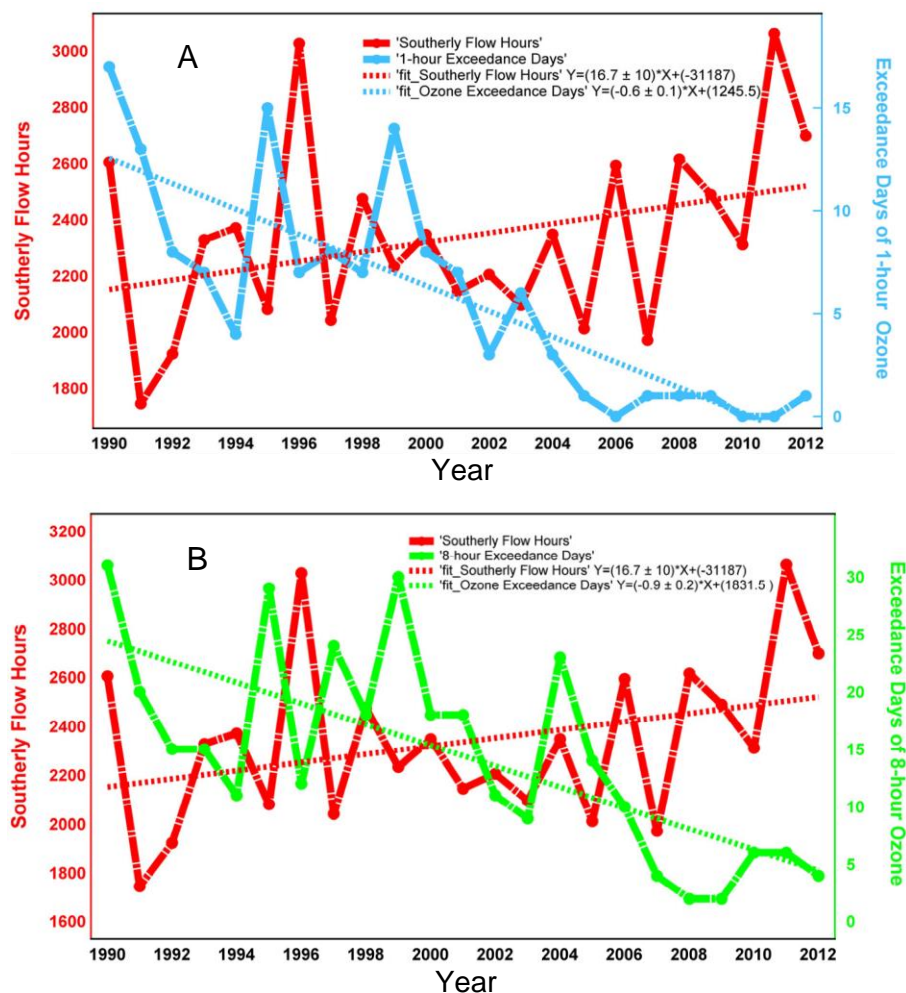 A
'Southerly Flow Hours'
'1-hour Exceedance Days'
'fit_Southerly Flow Hours' Y=(16.7 ± 10)*X+(-31187)
'fit_Ozone Exceedance Days' Y=(-0.6 ± 0.1)*X+(1245.5)
Southerly Flow Hours
3000
2800
2600
2400
2200
2000
1800
15
10
5
0
Exceedance Days of 1-hour Ozone
1990 1992 1994 1996 1998 2000 2002 2004 2006 2008 2010 2012
Year
B
'Southerly Flow Hours'
'8-hour Exceedance Days'
'fit_Southerly Flow Hours' Y=(16.7 ± 10)*X+(-31187)
'fit_Ozone Exceedance Days' Y=(-0.9 ± 0.2)*X+(1831.5 )
Southerly Flow Hours
3200
3000
2800
2600
2400
2200
2000
1800
1600
30
25
20
15
10
5
0
Exceedance Days of 8-hour Ozone
1990 1992 1994 1996 1998 2000 2002 2004 2006 2008 2010 2012
Year